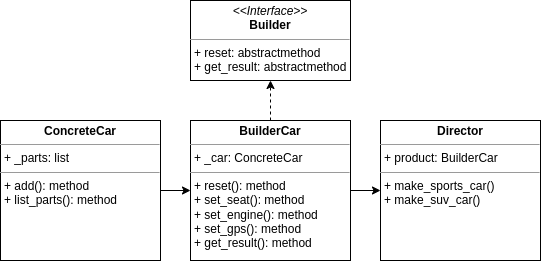 <<Interface>>
Builder
+ reset: abstractmethod
+ get_result: abstractmethod
ConcreteCar
+ _parts: list
+ add(): method
+ list_parts(): method
BuilderCar
+ _car: ConcreteCar
+ reset(): method
+ set_seat(): method
+ set_engine(): method
+ set_gps(): method
+ get_result(): method
Director
+ product: BuilderCar
+ make_sports_car()
+ make_suv_car()